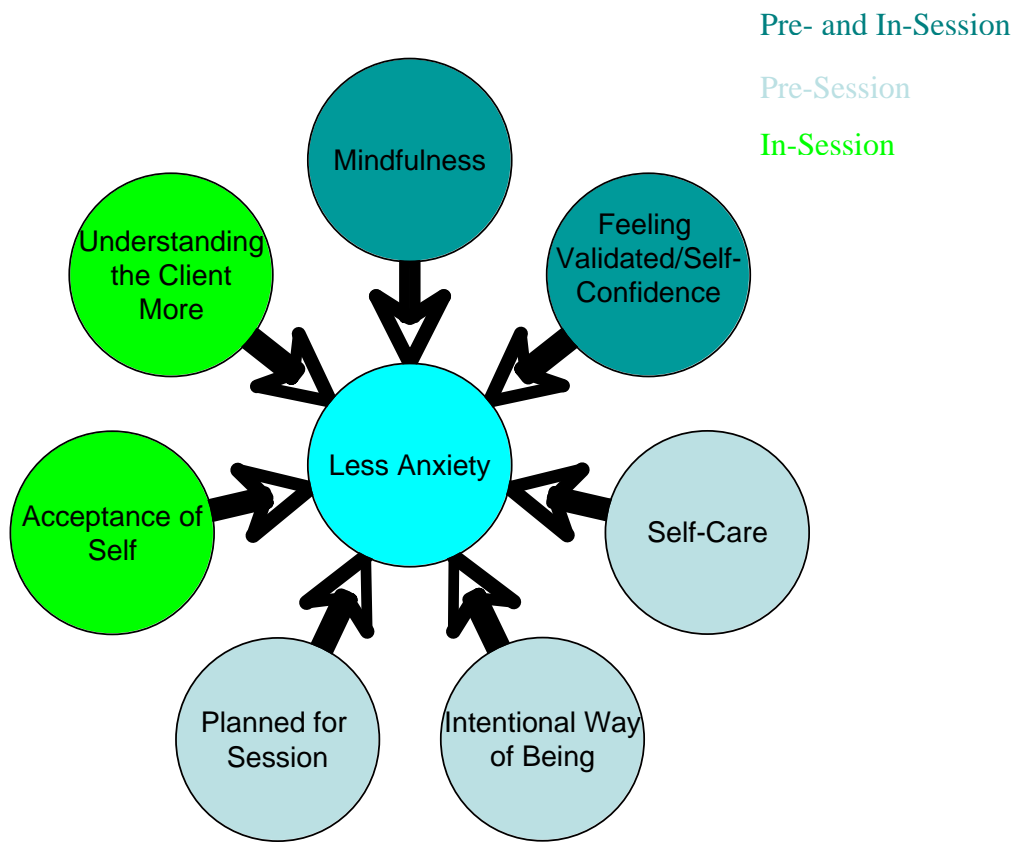 Pre- and In-Session
Pre-Session
In-Session
Mindfulness
Feeling
Validated/Self-
Confidence
Understanding
the Client
More
Less Anxiety
Acceptance of
Self
Self-Care
Planned for
Session
Intentional Way
of Being